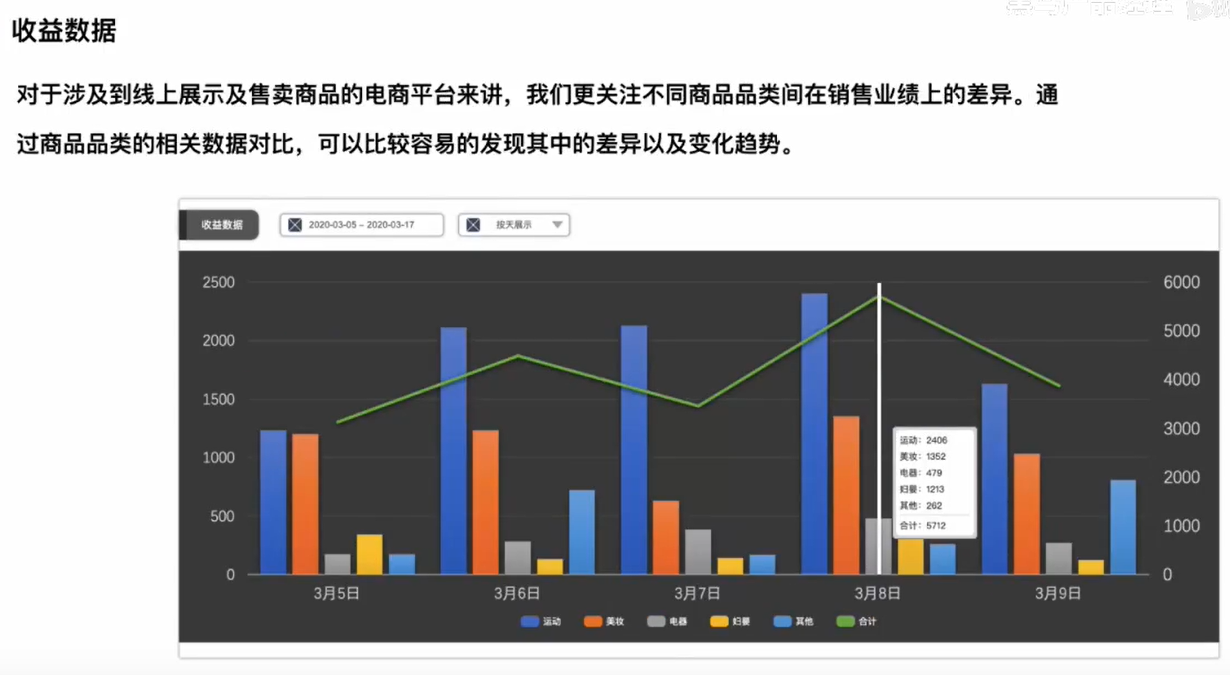 收益数据
对于涉及到线上展示及售卖商品的电商平台来讲，我们更关注不同商品品类间在销售业绩上的差异。通
过商品品类的相关数据对比，可以比较容易的发现其中的差异以及变化趋势。
收益数据 2020-03-05 – 2020-03-17 按天展示
2500 6000
2000 5000
1500 4000
1000 3000
500 2000
0 1000
0
运动：2406
美妆：1352
电器：479
妇婴：1213
其他：262
合计：5712
3月5日 3月6日 3月7日 3月8日 3月9日
运动 美妆 电器 妇婴 其他 合计